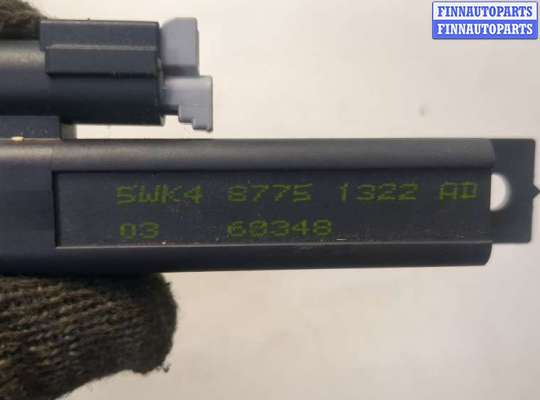 FINNAUTOPARTS
FINNAUTOPARTS
5WK4 8775 1322 AD
03 60348